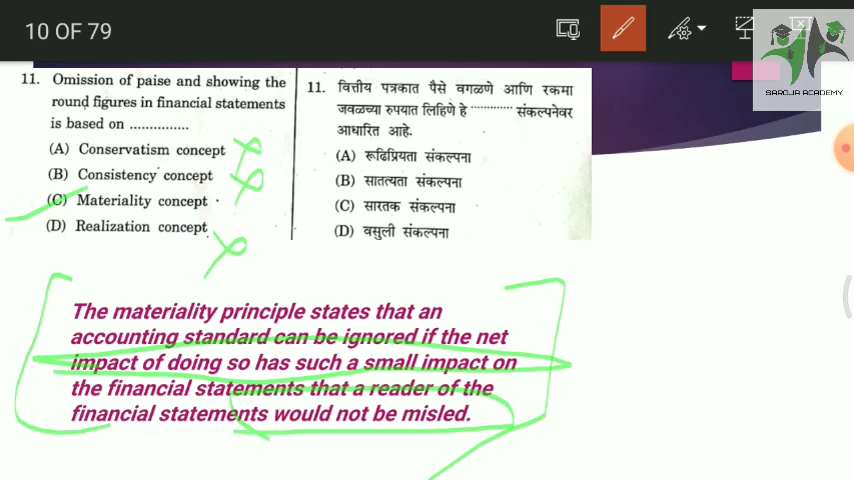 10 OF 79
SAROJA ACADEMY
11. Omission of paise and showing the
round figures in financial statements
is based on ...............
(A) Conservatism concept
(B) Consistency concept
(C) Materiality concept
(D) Realization concept
11. वित्तीय पत्रकात पैसे वगळणे आणि रकमा
जवळच्या रुपयात लिहिणे हे ............ संकल्पनेवर
आधारित आहे.
(A) रूढीप्रियता संकल्पना
(B) सातत्यता संकल्पना
(C) सारतक संकल्पना
(D) वसुली संकल्पना
The materiality principle states that an
accounting standard can be ignored if the net
impact of doing so has such a small impact on
the financial statements that a reader of the
financial statements would not be misled.